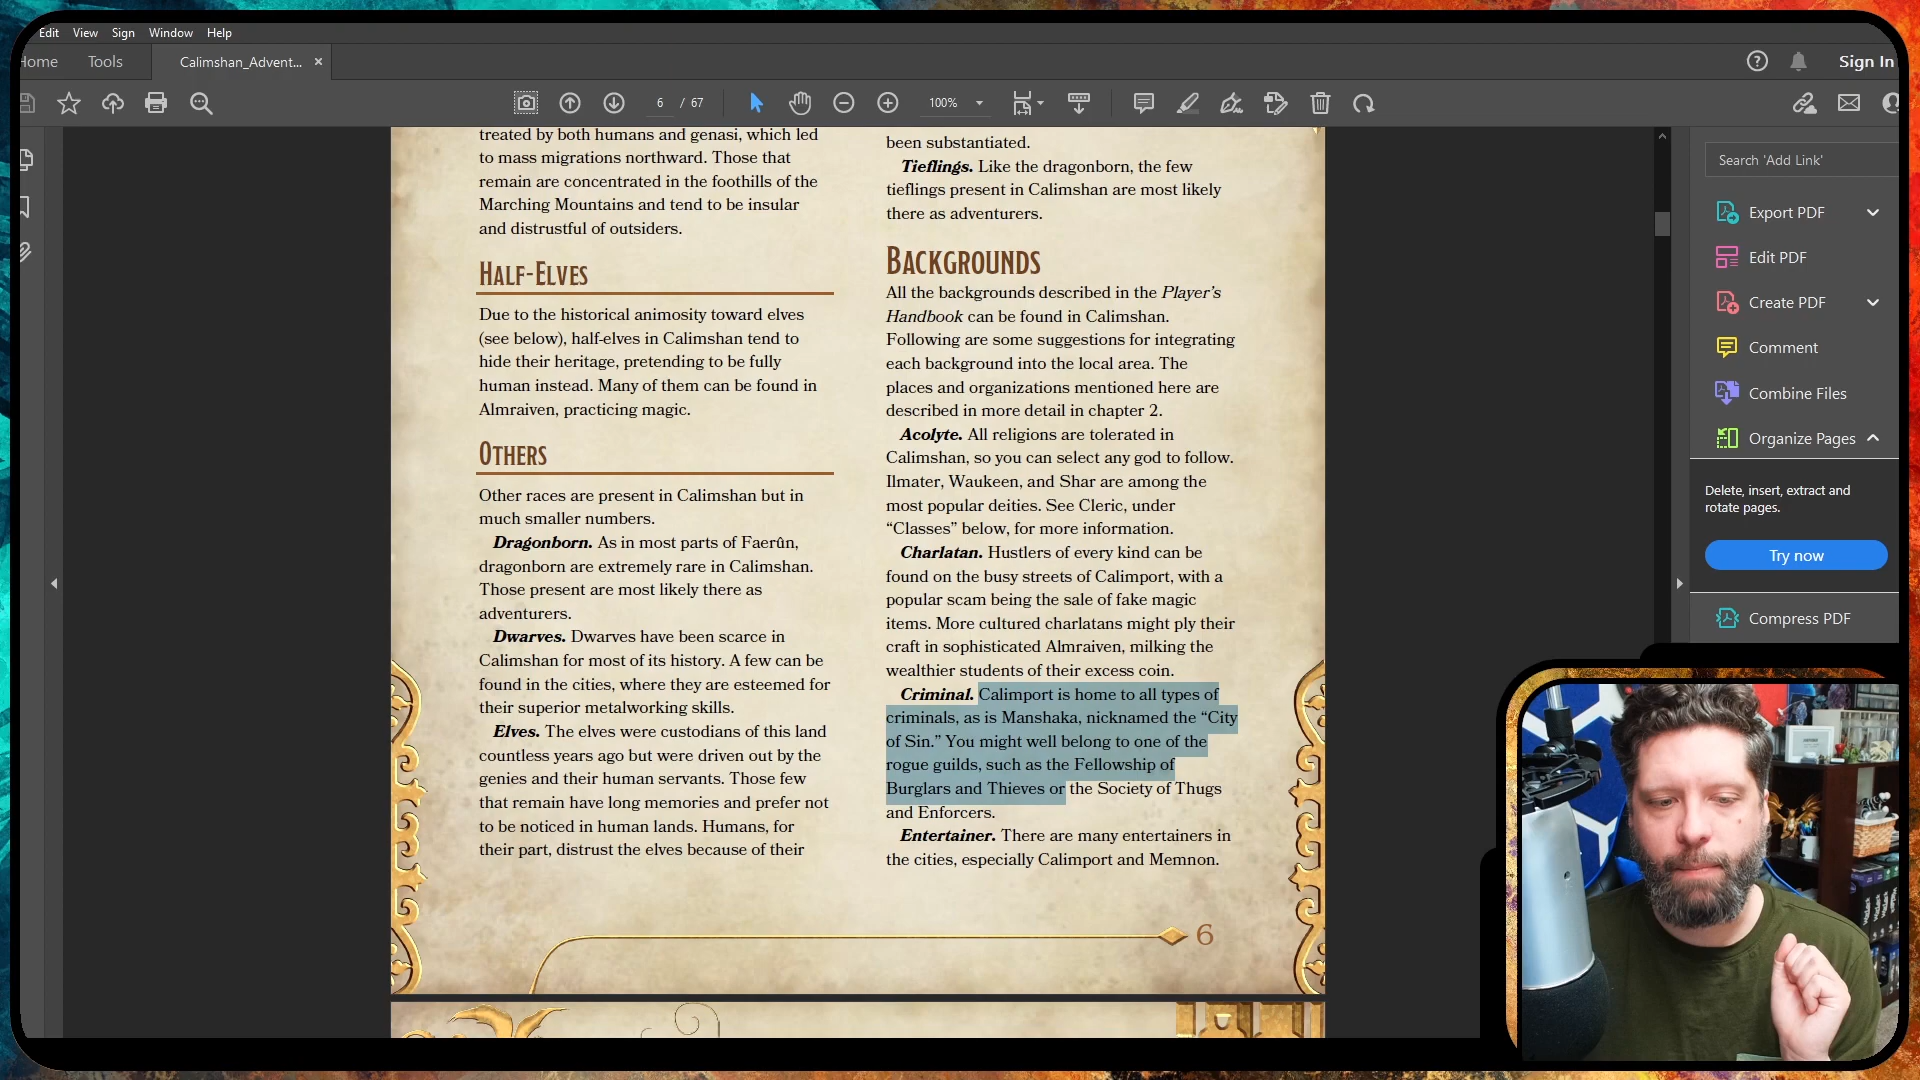 Edit View Sign Window Help
Home Tools Calimshan_Advent... × Sign In
6 / 67 100%
treated by both humans and genasi, which led
to mass migrations northward. Those that
remain are concentrated in the foothills of the
Marching Mountains and tend to be insular
and distrustful of outsiders.
HALF-ELVES
Due to the historical animosity toward elves
(see below), half-elves in Calimshan tend to
hide their heritage, pretending to be fully
human instead. Many of them can be found in
Almraiven, practicing magic.
OTHERS
Other races are present in Calimshan but in
much smaller numbers.
Dragonborn. As in most parts of Faerûn,
dragonborn are extremely rare in Calimshan.
Those present are most likely there as
adventurers.
Dwarves. Dwarves have been scarce in
Calimshan for most of its history. A few can be
found in the cities, where they are esteemed for
their superior metalworking skills.
Elves. The elves were custodians of this land
countless years ago but were driven out by the
genies and their human servants. Those few
that remain have long memories and prefer not
to be noticed in human lands. Humans, for
their part, distrust the elves because of their
been substantiated.
Tieflings. Like the dragonborn, the few
tieflings present in Calimshan are most likely
there as adventurers.
BACKGROUNDS
All the backgrounds described in the Player's
Handbook can be found in Calimshan.
Following are some suggestions for integrating
each background into the local area. The
places and organizations mentioned here are
described in more detail in chapter 2.
Acolyte. All religions are tolerated in
Calimshan, so you can select any god to follow.
Ilmater, Waukeen, and Shar are among the
most popular deities. See Cleric, under
“Classes” below, for more information.
Charlatan. Hustlers of every kind can be
found on the busy streets of Calimport, with a
popular scam being the sale of fake magic
items. More cultured charlatans might ply their
craft in sophisticated Almraiven, milking the
wealthier students of their excess coin.
Criminal. Calimport is home to all types of
criminals, as is Manshaka, nicknamed the “City
of Sin.” You might well belong to one of the
rogue guilds, such as the Fellowship of
Burglars and Thieves or the Society of Thugs
and Enforcers.
Entertainer. There are many entertainers in
the cities, especially Calimport and Memnon.
6
Search 'Add Link'
Export PDF
Edit PDF
Create PDF
Comment
Combine Files
Organize Pages
Delete, insert, extract and
rotate pages.
Try now
Compress PDF